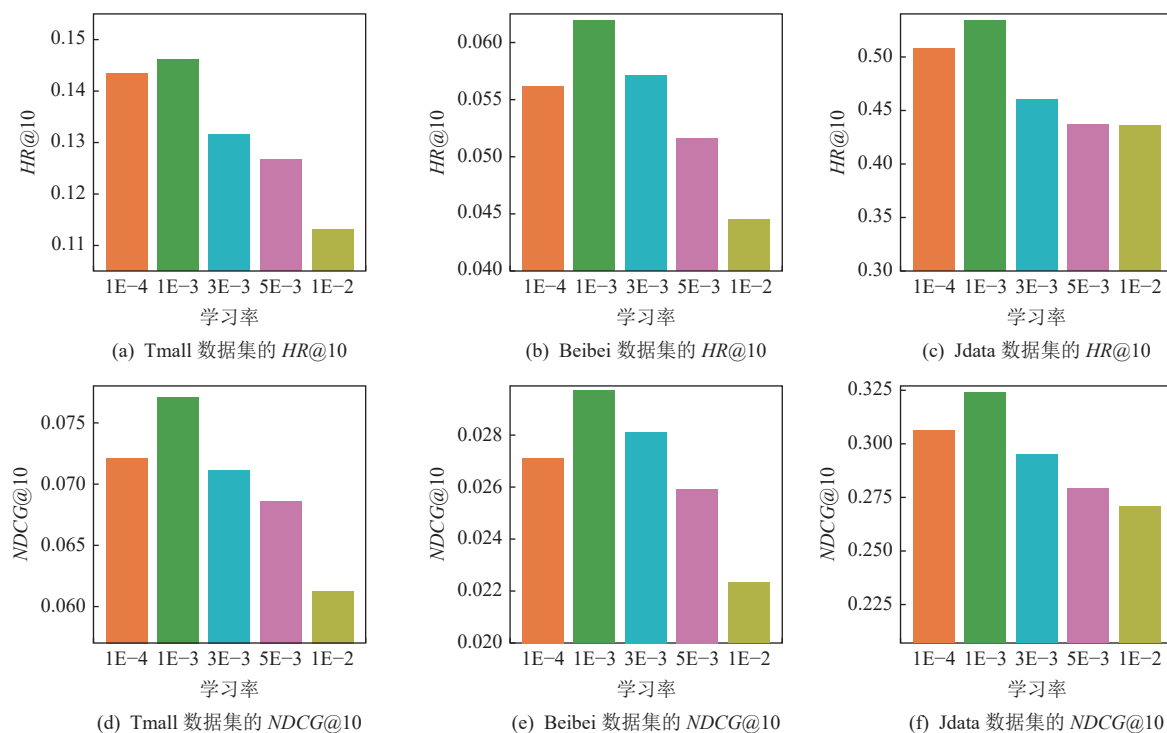 0.15
0.14
0.13
0.12
0.11
HR@10
1E−4 1E−3 3E−3 5E−3 1E−2
学习率
(a) Tmall 数据集的 HR@10
0.060
0.055
0.050
0.045
0.040
HR@10
1E−4 1E−3 3E−3 5E−3 1E−2
学习率
(b) Beibei 数据集的 HR@10
0.50
0.45
0.40
0.35
0.30
HR@10
1E−4 1E−3 3E−3 5E−3 1E−2
学习率
(c) Jdata 数据集的 HR@10
0.075
0.070
0.065
0.060
NDCG@10
1E−4 1E−3 3E−3 5E−3 1E−2
学习率
(d) Tmall 数据集的 NDCG@10
0.028
0.026
0.024
0.022
0.020
NDCG@10
1E−4 1E−3 3E−3 5E−3 1E−2
学习率
(e) Beibei 数据集的 NDCG@10
0.325
0.300
0.275
0.250
0.225
NDCG@10
1E−4 1E−3 3E−3 5E−3 1E−2
学习率
(f) Jdata 数据集的 NDCG@10